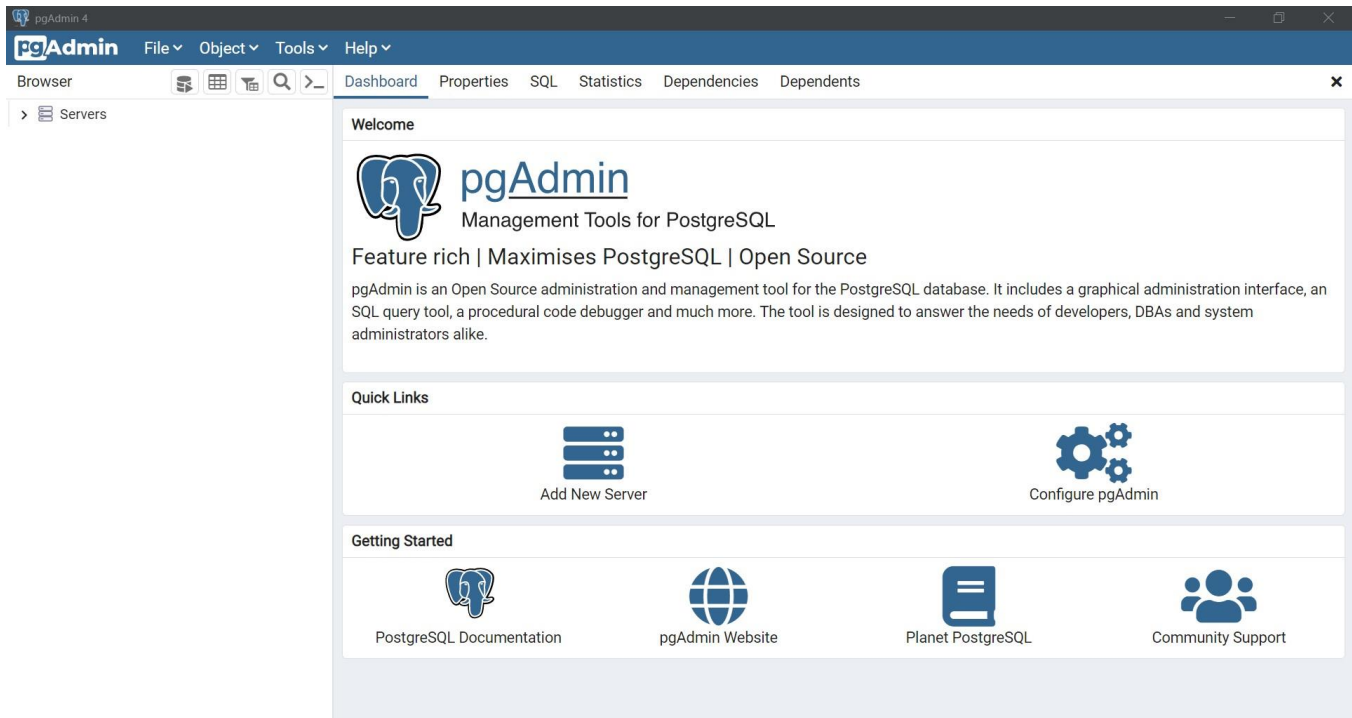 pgAdmin 4
pgAdmin File Object Tools Help
Browser
Dashboard Properties SQL Statistics Dependencies Dependents
Servers
Welcome
pgAdmin
Management Tools for PostgreSQL
Feature rich | Maximises PostgreSQL | Open Source
pgAdmin is an Open Source administration and management tool for the PostgreSQL database. It includes a graphical administration interface, an
SQL query tool, a procedural code debugger and much more. The tool is designed to answer the needs of developers, DBAs and system
administrators alike.
Quick Links
Add New Server
Configure pgAdmin
Getting Started
PostgreSQL Documentation
pgAdmin Website
Planet PostgreSQL
Community Support